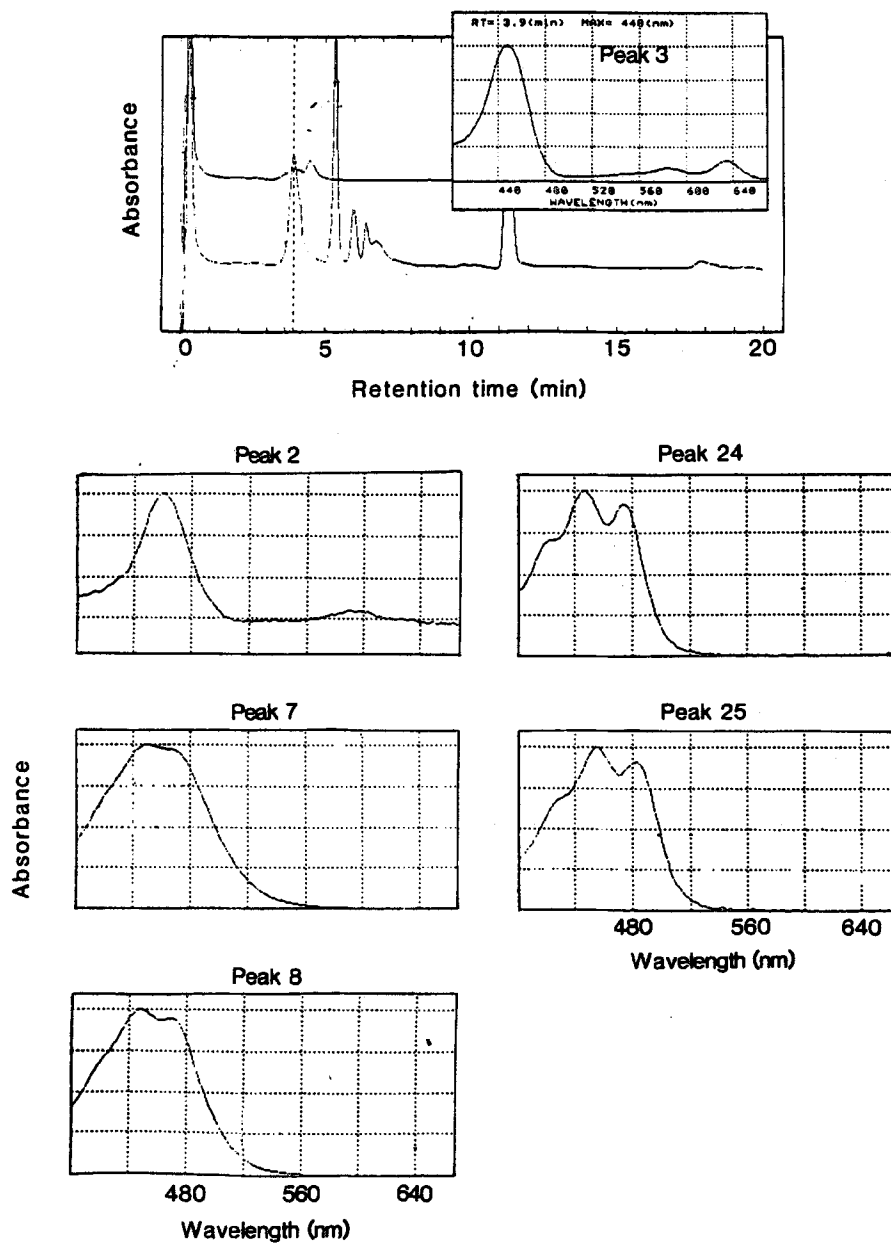 RT= 3.9(min) MAX= 440(nm)
Peak 3
440 480 520 560 600 640
WAVELENGTH(nm)
Absorbance
0 5 10 15 20
Retention time (min)
Peak 2
Peak 24
Peak 7
Peak 25
Absorbance
480 560 640
Wavelength (nm)
Peak 8
480 560 640
Wavelength (nm)